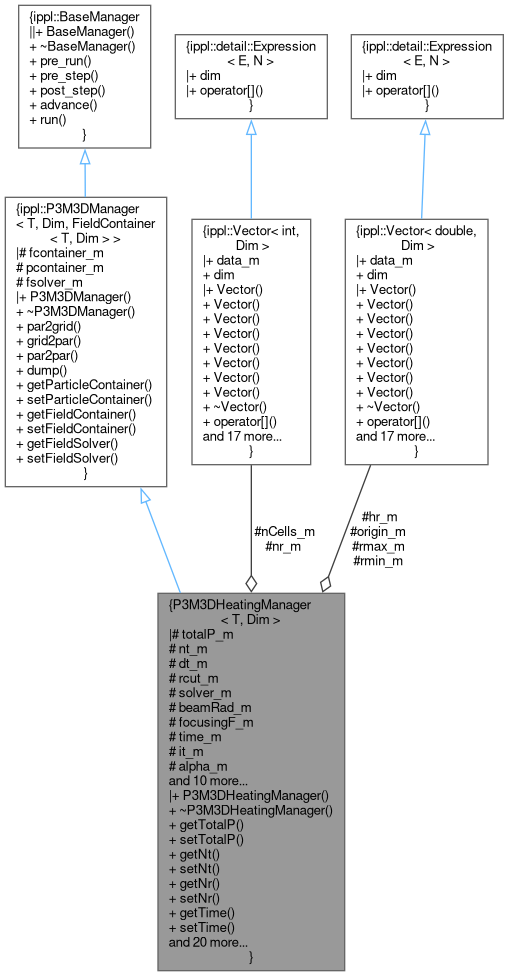 {ippl::BaseManager
||+ BaseManager()
+ ~BaseManager()
+ pre_run()
+ pre_step()
+ post_step()
+ advance()
+ run()
}
{ippl::detail::Expression
< E, N >
|+ dim
|+ operator[]()
}
{ippl::detail::Expression
< E, N >
|+ dim
|+ operator[]()
}
{ippl::P3M3DManager
< T, Dim, FieldContainer
< T, Dim > >
|# fcontainer_m
# pcontainer_m
# fsolver_m
|+ P3M3DManager()
+ ~P3M3DManager()
+ par2grid()
+ grid2par()
+ par2par()
+ dump()
+ getParticleContainer()
+ setParticleContainer()
+ getFieldContainer()
+ setFieldContainer()
+ getFieldSolver()
+ setFieldSolver()
}
{ippl::Vector< int,
Dim >
|+ data_m
+ dim
|+ Vector()
+ Vector()
+ Vector()
+ Vector()
+ Vector()
+ Vector()
+ Vector()
+ ~Vector()
+ operator[]()
and 17 more...
}
{ippl::Vector< double,
Dim >
|+ data_m
+ dim
|+ Vector()
+ Vector()
+ Vector()
+ Vector()
+ Vector()
+ Vector()
+ Vector()
+ ~Vector()
+ operator[]()
and 17 more...
}
#nCells_m
#nr_m
#hr_m
#origin_m
#rmax_m
#rmin_m
{P3M3DHeatingManager
< T, Dim >
|# totalP_m
# nt_m
# dt_m
# rcut_m
# solver_m
# beamRad_m
# focusingF_m
# time_m
# it_m
# alpha_m
and 10 more...
|+ P3M3DHeatingManager()
+ ~P3M3DHeatingManager()
+ getTotalP()
+ setTotalP()
+ getNt()
+ setNt()
+ getNr()
+ setNr()
+ getTime()
+ setTime()
and 20 more...
}